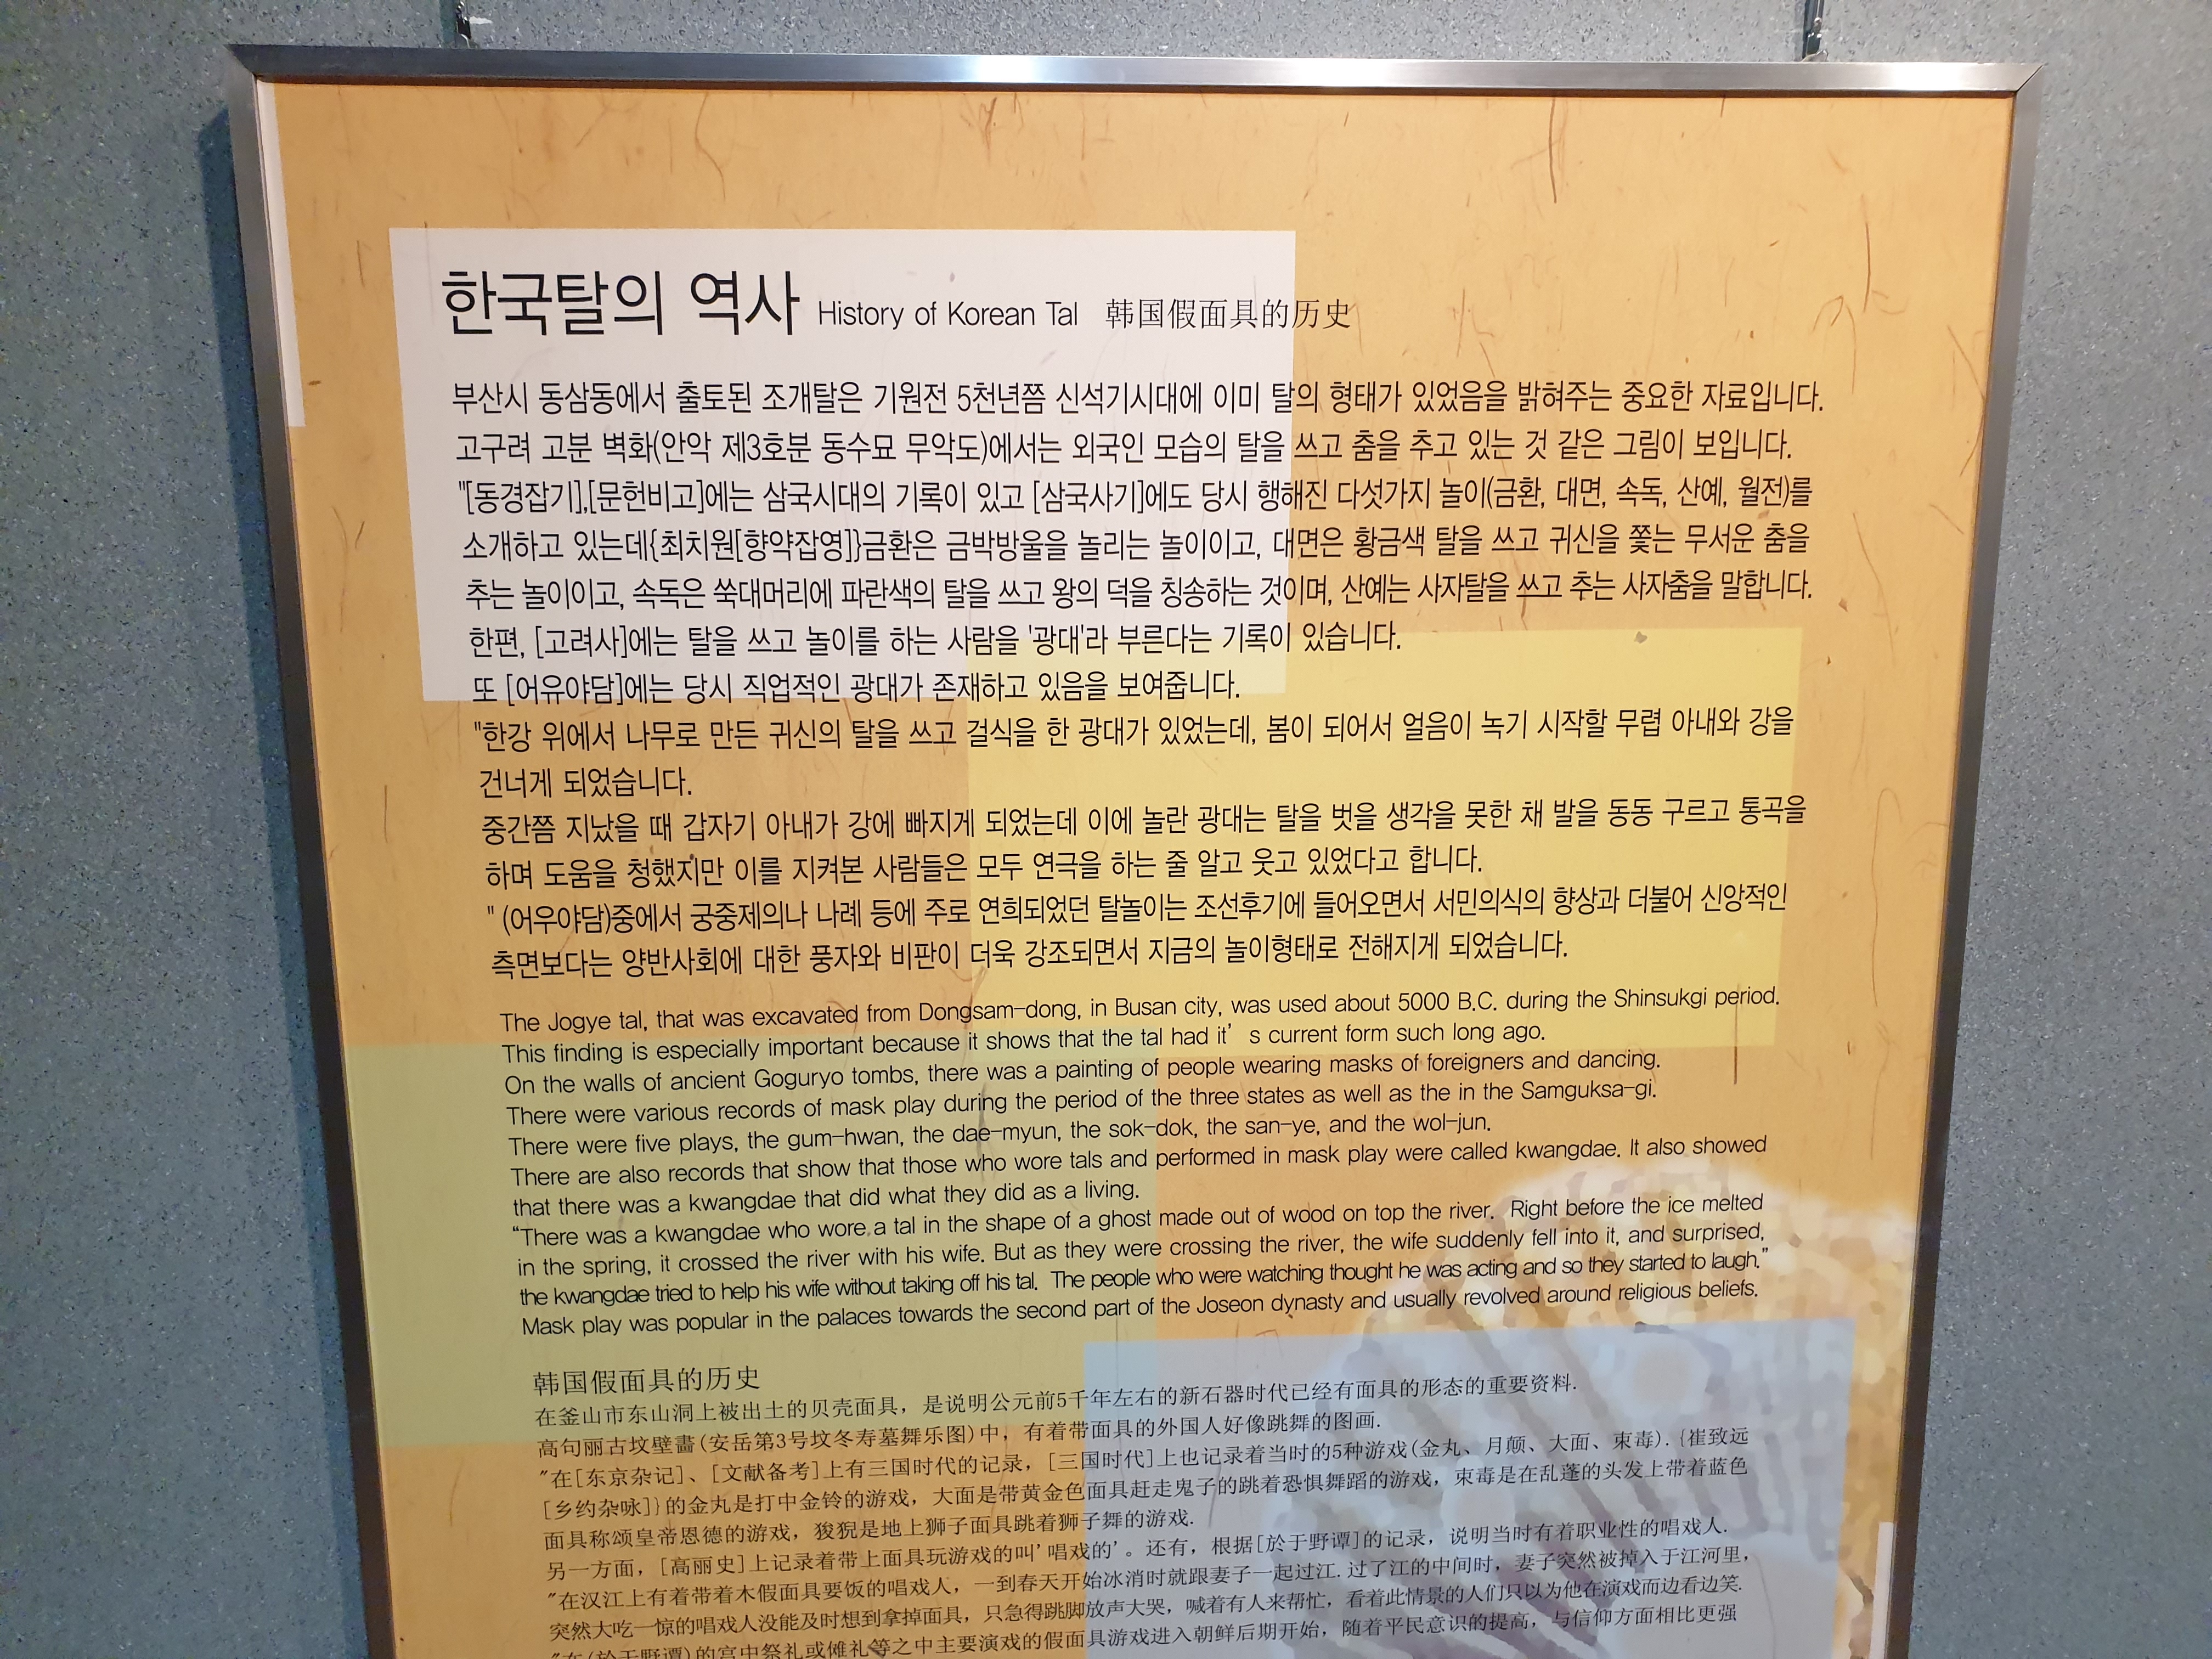 한국탈의 역사 History of Korean Tal 韩国假面具的历史
부산시 동삼동에서 출토된 조개탈은 기원전 5천년쯤 신석기시대에 이미 탈의 형태가 있었음을 밝혀주는 중요한 자료입니다.
고구려 고분 벽화(안악 제3호분 동수묘 무악도)에서는 외국인 모습의 탈을 쓰고 춤을 추고 있는 것 같은 그림이 보입니다.
"[동경잡기],[문헌비고]에는 삼국시대의 기록이 있고 [삼국사기]에도 당시 행해진 다섯가지 놀이(금환, 대면, 속독, 산예, 월전)를
소개하고 있는데{최치원[향약잡영]}금환은 금박방울을 놀리는 놀이이고, 대면은 황금색 탈을 쓰고 귀신을 쫓는 무서운 춤을
추는 놀이이고, 속독은 쑥대머리에 파란색의 탈을 쓰고 왕의 덕을 칭송하는 것이며, 산예는 사자탈을 쓰고 추는 사자춤을 말합니다.
한편, [고려사]에는 탈을 쓰고 놀이를 하는 사람을 '광대'라 부른다는 기록이 있습니다.
또 [어유야담]에는 당시 직업적인 광대가 존재하고 있음을 보여줍니다.
"한강 위에서 나무로 만든 귀신의 탈을 쓰고 걸식을 한 광대가 있었는데, 봄이 되어서 얼음이 녹기 시작할 무렵 아내와 강을
건너게 되었습니다.
중간쯤 지났을 때 갑자기 아내가 강에 빠지게 되었는데 이에 놀란 광대는 탈을 벗을 생각을 못한 채 발을 동동 구르고 통곡을
하며 도움을 청했지만 이를 지켜본 사람들은 모두 연극을 하는 줄 알고 웃고 있었다고 합니다.
" (어우야담)중에서 궁중제의나 나례 등에 주로 연희되었던 탈놀이는 조선후기에 들어오면서 서민의식의 향상과 더불어 신앙적인
측면보다는 양반사회에 대한 풍자와 비판이 더욱 강조되면서 지금의 놀이형태로 전해지게 되었습니다.
The Jogye tal, that was excavated from Dongsam-dong, in Busan city, was used about 5000 B.C. during the Shinsukgi period.
This finding is especially important because it shows that the tal had it' s current form such long ago.
On the walls of ancient Goguryo tombs, there was a painting of people wearing masks of foreigners and dancing.
There were various records of mask play during the period of the three states as well as the in the Samguksa-gi.
There were five plays, the gum-hwan, the dae-myun, the sok-dok, the san-ye, and the wol-jun.
There are also records that show that those who wore tals and performed in mask play were called kwangdae. It also showed
that there was a kwangdae that did what they did as a living.
“There was a kwangdae who wore a tal in the shape of a ghost made out of wood on top the river. Right before the ice melted
in the spring, it crossed the river with his wife. But as they were crossing the river, the wife suddenly fell into it, and surprised,
the kwangdae tried to help his wife without taking off his tal. The people who were watching thought he was acting and so they started to laugh.”
Mask play was popular in the palaces towards the second part of the Joseon dynasty and usually revolved around religious beliefs.
韩国假面具的历史
在釜山市东山洞上被出土的贝壳面具，是说明公元前5千年左右的新石器时代已经有面具的形态的重要资料.
高句丽古坟壁畵(安岳第3号坟冬寿墓舞乐图)中，有着带面具的外国人好像跳舞的图画.
"在[东京杂记]、[文献备考]上有三国时代的记录，[三国时代]上也记录着当时的5种游戏(金丸、月颠、大面、束毒).{崔致远
[乡约杂咏]}的金丸是打中金铃的游戏，大面是带黄金色面具赶走鬼子的跳着恐惧舞蹈的游戏，束毒是在乱蓬的头发上带着蓝色
面具称颂皇帝恩德的游戏，狻猊是地上狮子面具跳着狮子舞的游戏.
另一方面，[高丽史]上记录着带上面具玩游戏的叫'唱戏的'。还有，根据[於于野谭]的记录，说明当时有着职业性的唱戏人.
"在汉江上有着带着木假面具要饭的唱戏人，一到春天开始冰消时就跟妻子一起过江.过了江的中间时，妻子突然被掉入于江河里，
突然大吃一惊的唱戏人没能及时想到拿掉面具，只急得跳脚放声大哭，喊着有人来帮忙，看着此情景的人们只以为他在演戏而边看边笑.
"在(於于野谭)的宫中祭礼或傩礼等之中主要演戏的假面具游戏进入朝鲜后期开始，随着平民意识的提高，与信仰方面相比更强